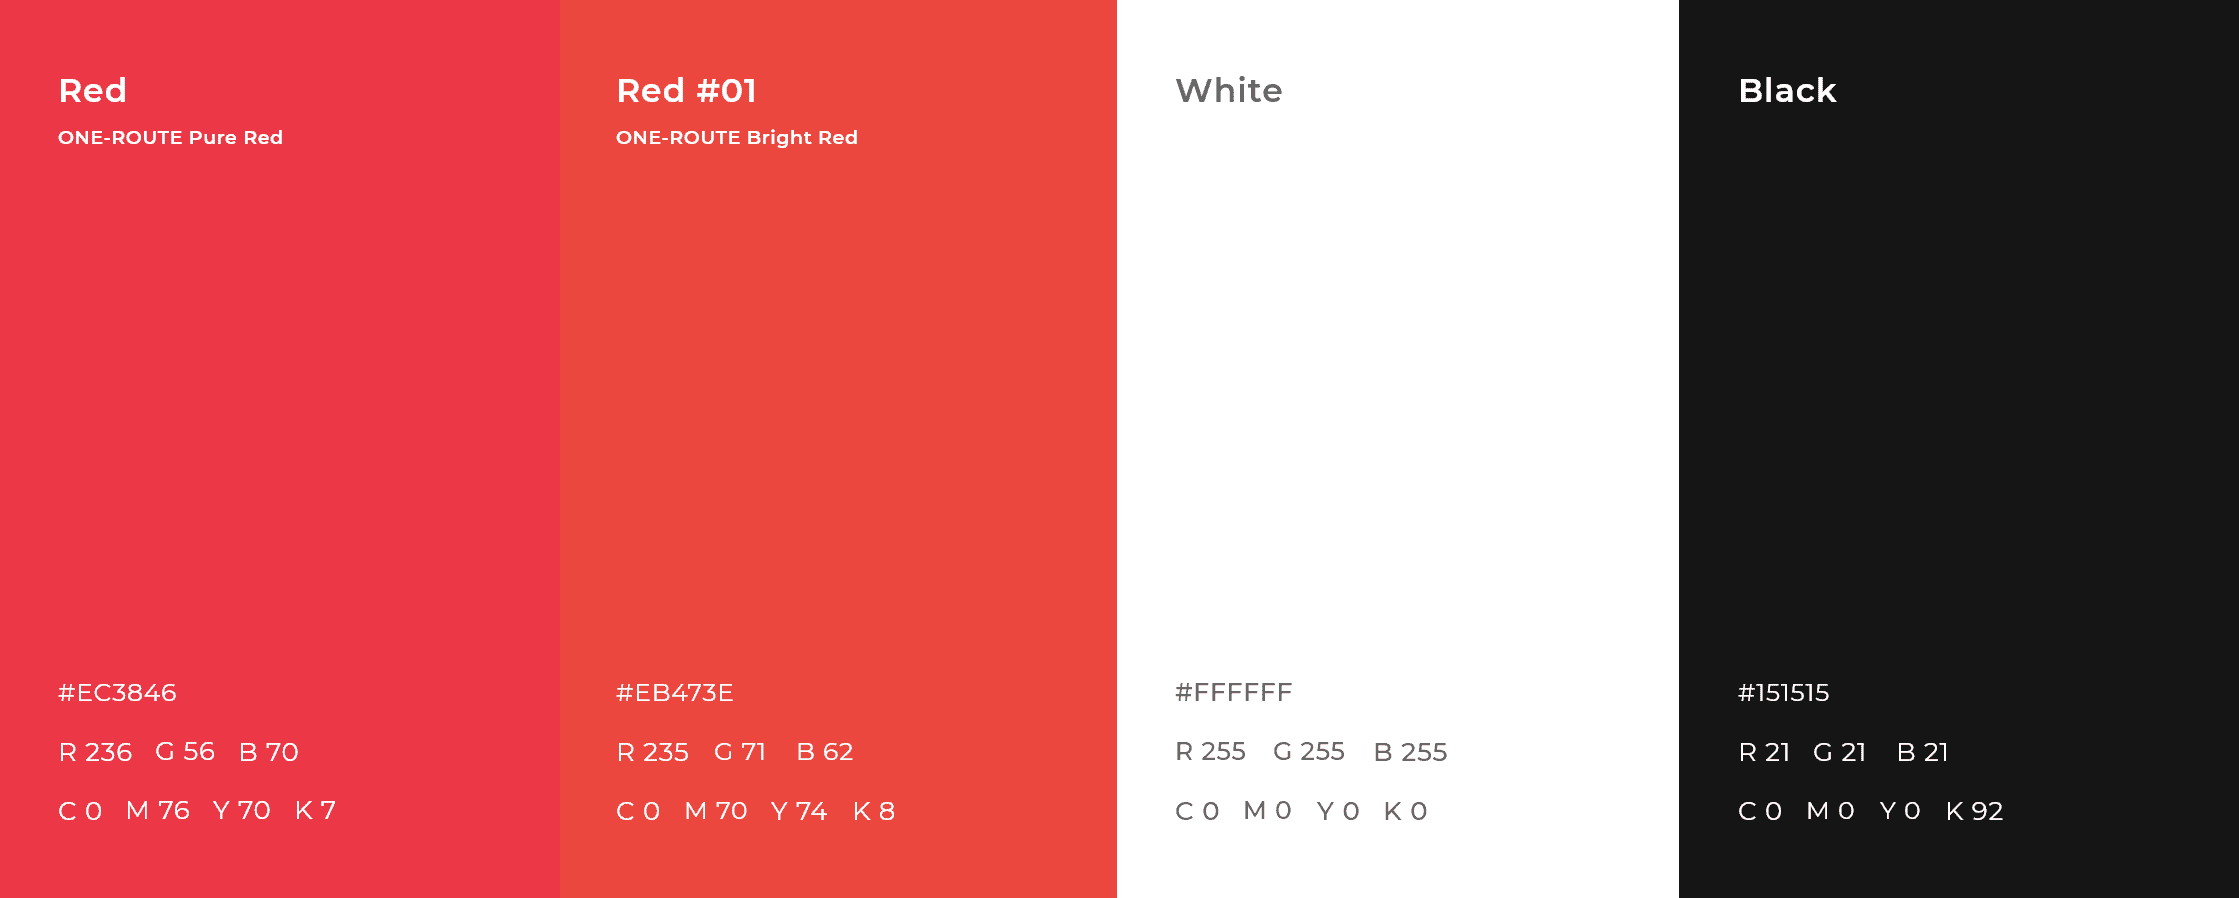 Red
ONE-ROUTE Pure Red
#EC3846
R 236 G 56 B 70
C 0 M 76 Y 70 K 7
Red #01
ONE-ROUTE Bright Red
#EB473E
R 235 G 71 B 62
C 0 M 70 Y 74 K 8
White
#FFFFFF
R 255 G 255 B 255
C 0 M 0 Y 0 K 0
Black
#151515
R 21 G 21 B 21
C 0 M 0 Y 0 K 92